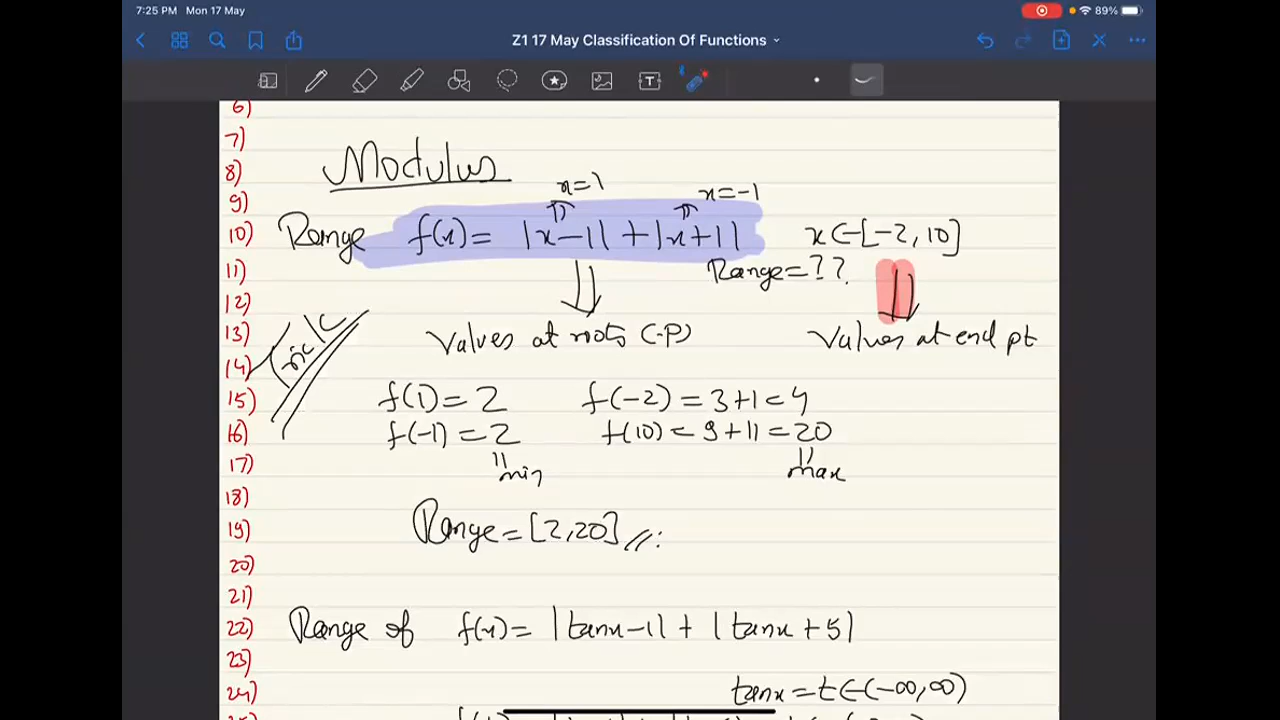 7:25 PM Mon 17 May 89%
Z1 17 May Classification Of Functions
6)
7)
8) Modulus
9) x=1 x=-1
10) Range f(x) = |x-1| + |x+1| x ∈ [-2, 10]
11) Range = ??
12)
13) Trick Values at roots (C.P) Values at end pt
14)
15) f(1) = 2 f(-2) = 3+1 = 4
16) f(-1) = 2 f(10) = 9+11 = 20
17) min max
18)
19) Range = [2, 20]
20)
21)
22) Range of f(x) = |tanx-1| + |tanx+5|
23)
24) tanx = t ∈ (-∞, ∞)